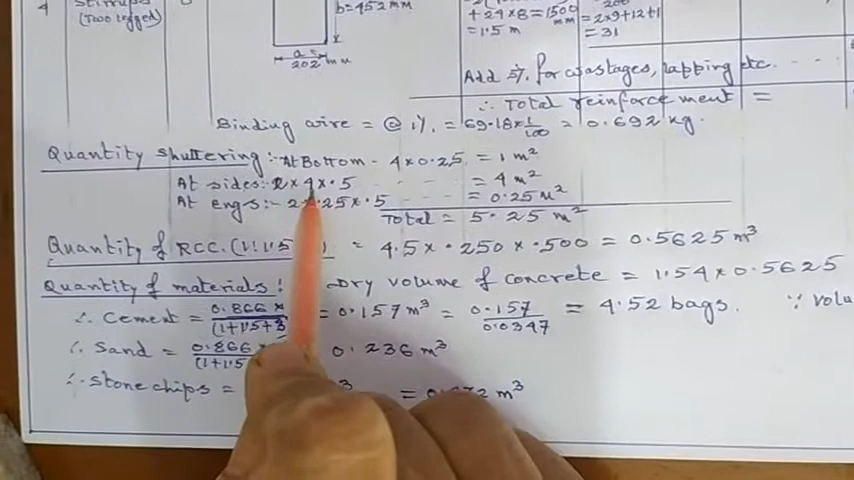 4 Stirrups
(Two legged)
b=452mm
a=
202 mm
+24×8=1500
mm
=1.5 m
=2×9+12+1
=31
Add 5%. for wastages, lapping etc.
∴ Total reinforcement =
Binding wire = @ 1%. = 69.18×1/100 = 0.692 kg.
Quantity shuttering:- At Bottom - 4×0.25 = 1 m²
At sides:- 2×4×.5 - - - = 4 m²
At engs:- 2×.25×.5 - - - = 0.25 m²
Total = 5.25 m²
Quantity of RCC.(1:1.5 = 4.5×.250×.500 = 0.5625 m³
Quantity of materials: Dry volume of concrete = 1.54×0.5625
∴ Cement = 0.866×/(1+1.5+3 = 0.157 m³ = 0.157/0.0347 = 4.52 bags. ∵ volu
∴ Sand = 0.866/(1+1.5 0.236 m³
∴ Stone chips = m³ = m³